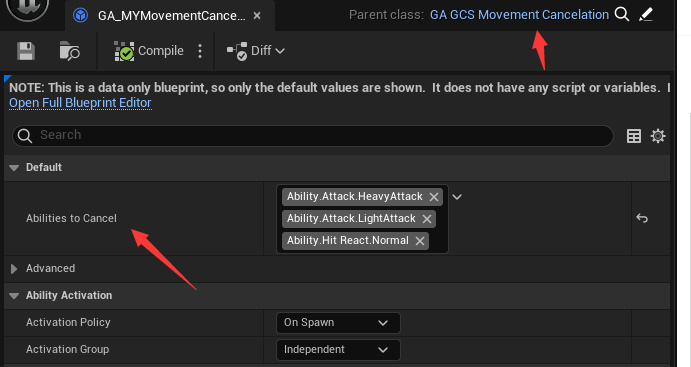 GA_MYMovementCance...
Parent class: GA GCS Movement Cancelation
Compile
Diff
NOTE: This is a data only blueprint, so only the default values are shown. It does not have any script or variables.
Open Full Blueprint Editor
Search
Default
Abilities to Cancel
Ability.Attack.HeavyAttack
Ability.Attack.LightAttack
Ability.Hit React.Normal
Advanced
Ability Activation
Activation Policy
On Spawn
Activation Group
Independent